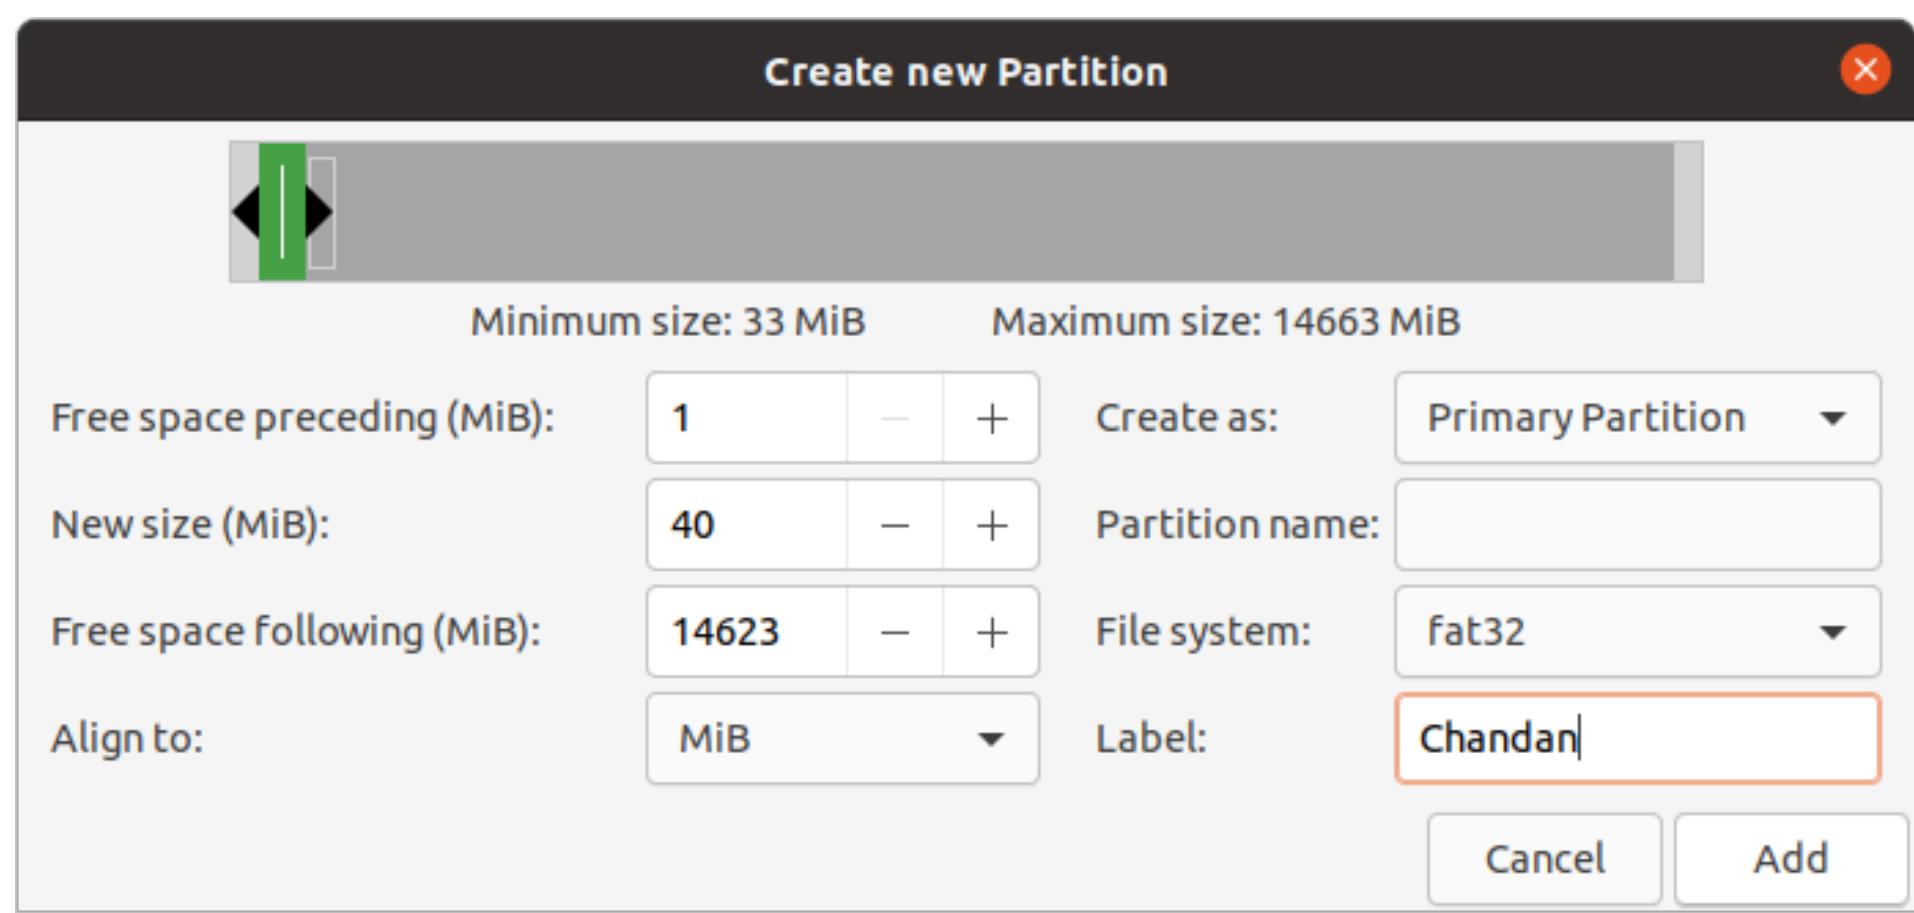 Create new Partition
Minimum size: 33 MiB Maximum size: 14663 MiB
Free space preceding (MiB): 1 Create as: Primary Partition
New size (MiB): 40 Partition name:
Free space following (MiB): 14623 File system: fat32
Align to: MiB Label: Chandan
Cancel Add